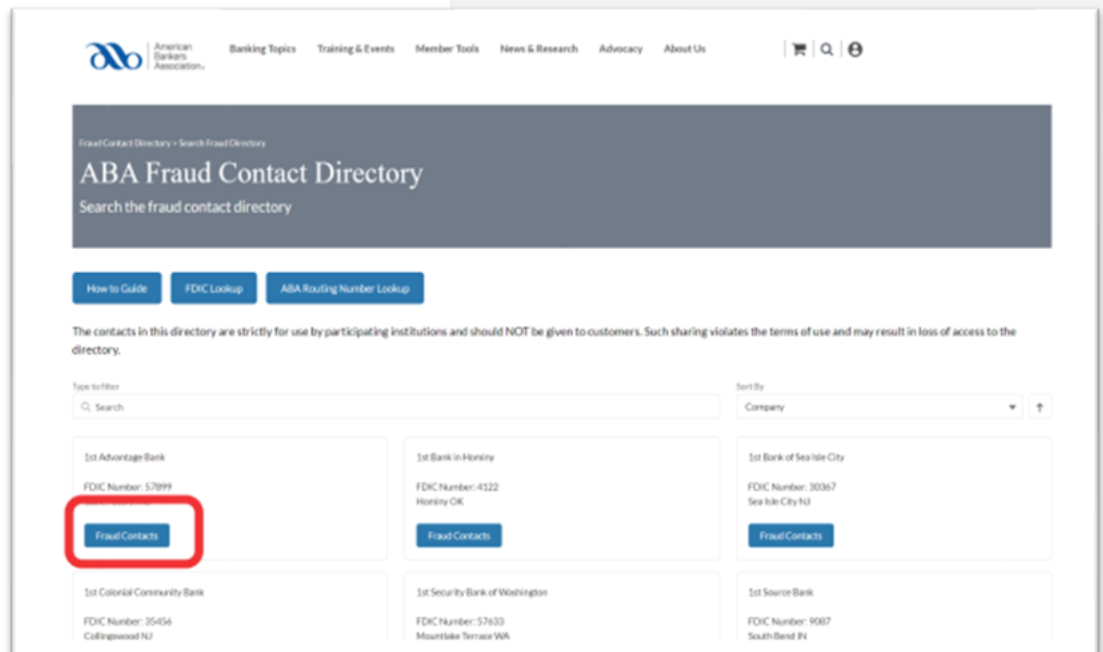 American
Bankers
Association.
Banking Topics Training & Events Member Tools News & Research Advocacy About Us
Fraud Contact Directory > Search Fraud Directory
ABA Fraud Contact Directory
Search the fraud contact directory
How to Guide FDIC Lookup ABA Routing Number Lookup
The contacts in this directory are strictly for use by participating institutions and should NOT be given to customers. Such sharing violates the terms of use and may result in loss of access to the
directory.
Type to filter Sort By
Search Company
1st Advantage Bank 1st Bank in Hominy 1st Bank of Sea Isle City
FDIC Number: 57899 FDIC Number: 4122 FDIC Number: 30367
Hominy OK Sea Isle City NJ
Fraud Contacts Fraud Contacts Fraud Contacts
1st Colonial Community Bank 1st Security Bank of Washington 1st Source Bank
FDIC Number: 35456 FDIC Number: 57633 FDIC Number: 9087
Collingswood NJ Mountlake Terrace WA South Bend IN